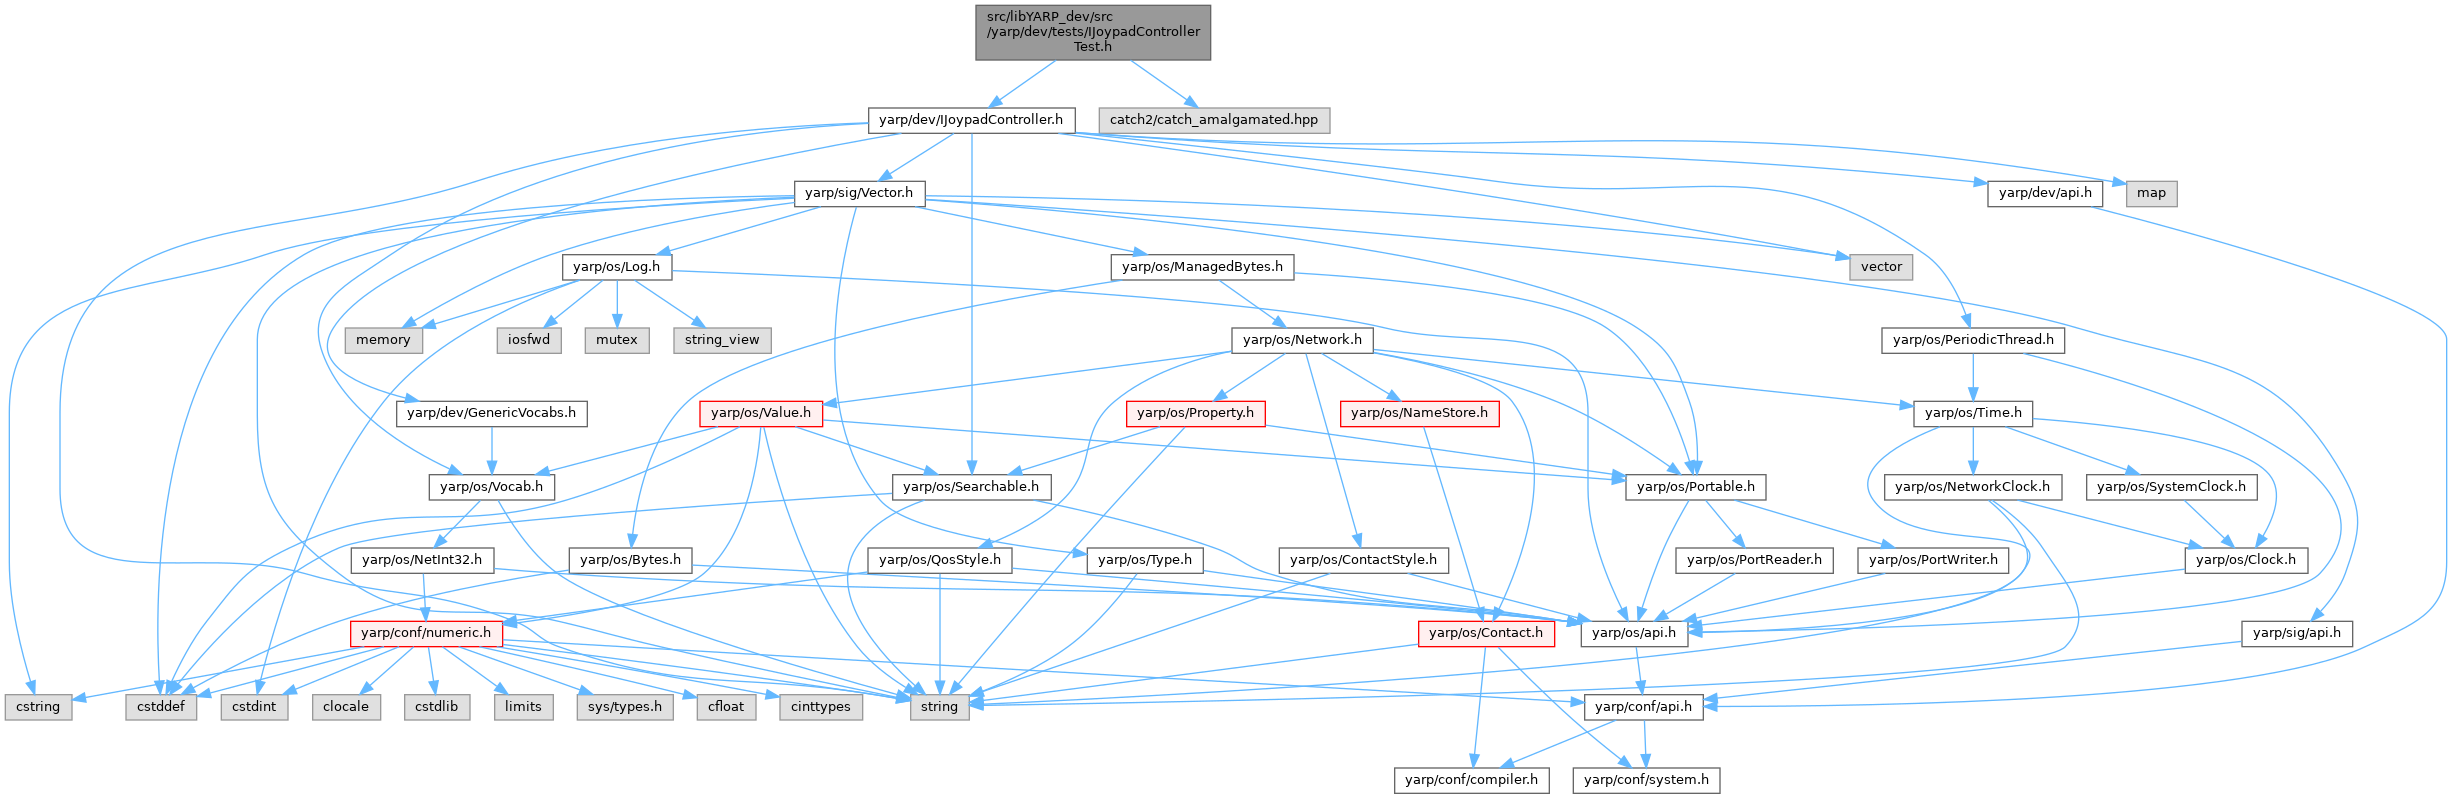 src/libYARP_dev/src
/yarp/dev/tests/IJoypadController
Test.h
yarp/dev/IJoypadController.h
catch2/catch_amalgamated.hpp
yarp/sig/Vector.h
yarp/dev/api.h
map
yarp/os/Log.h
yarp/os/ManagedBytes.h
vector
memory
iosfwd
mutex
string_view
yarp/os/Network.h
yarp/os/PeriodicThread.h
yarp/dev/GenericVocabs.h
yarp/os/Value.h
yarp/os/Property.h
yarp/os/NameStore.h
yarp/os/Time.h
yarp/os/Vocab.h
yarp/os/Searchable.h
yarp/os/Portable.h
yarp/os/NetworkClock.h
yarp/os/SystemClock.h
yarp/os/NetInt32.h
yarp/os/Bytes.h
yarp/os/QosStyle.h
yarp/os/Type.h
yarp/os/ContactStyle.h
yarp/os/PortReader.h
yarp/os/PortWriter.h
yarp/os/Clock.h
yarp/conf/numeric.h
yarp/os/Contact.h
yarp/os/api.h
yarp/sig/api.h
cstring
cstddef
cstdint
clocale
cstdlib
limits
sys/types.h
cfloat
cinttypes
string
yarp/conf/api.h
yarp/conf/compiler.h
yarp/conf/system.h